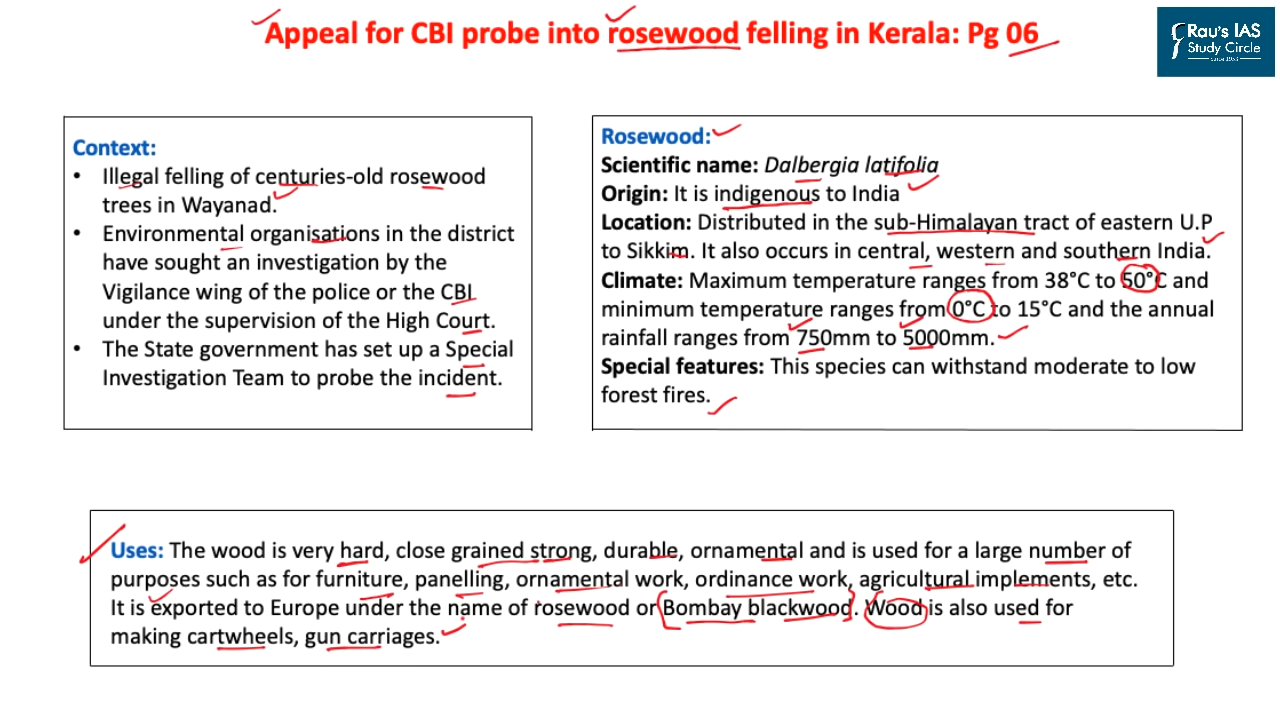 Appeal for CBI probe into rosewood felling in Kerala: Pg 06
Rau's IAS
Study Circle
since 1953
Context:
• Illegal felling of centuries-old rosewood
trees in Wayanad.
• Environmental organisations in the district
have sought an investigation by the
Vigilance wing of the police or the CBI
under the supervision of the High Court.
• The State government has set up a Special
Investigation Team to probe the incident.
Rosewood:
Scientific name: Dalbergia latifolia
Origin: It is indigenous to India
Location: Distributed in the sub-Himalayan tract of eastern U.P
to Sikkim. It also occurs in central, western and southern India.
Climate: Maximum temperature ranges from 38°C to 50°C and
minimum temperature ranges from 0°C to 15°C and the annual
rainfall ranges from 750mm to 5000mm.
Special features: This species can withstand moderate to low
forest fires.
Uses: The wood is very hard, close grained strong, durable, ornamental and is used for a large number of
purposes such as for furniture, panelling, ornamental work, ordinance work, agricultural implements, etc.
It is exported to Europe under the name of rosewood or Bombay blackwood. Wood is also used for
making cartwheels, gun carriages.